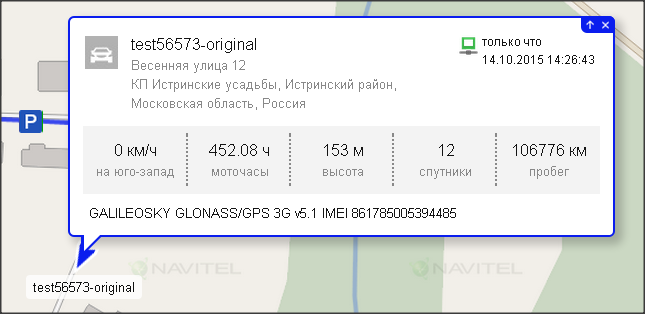 test56573-original
только что
14.10.2015 14:26:43
Весенняя улица 12
КП Истринские усадьбы, Истринский район,
Московская область, Россия
P
0 км/ч
452.08 ч
153 м
12
106776 км
на юго-запад
моточасы
высота
спутники
пробег
GALILEOSKY GLONASS/GPS 3G v5.1 IMEI 861785005394485
NAVITEL
NAVITEL
test56573-original